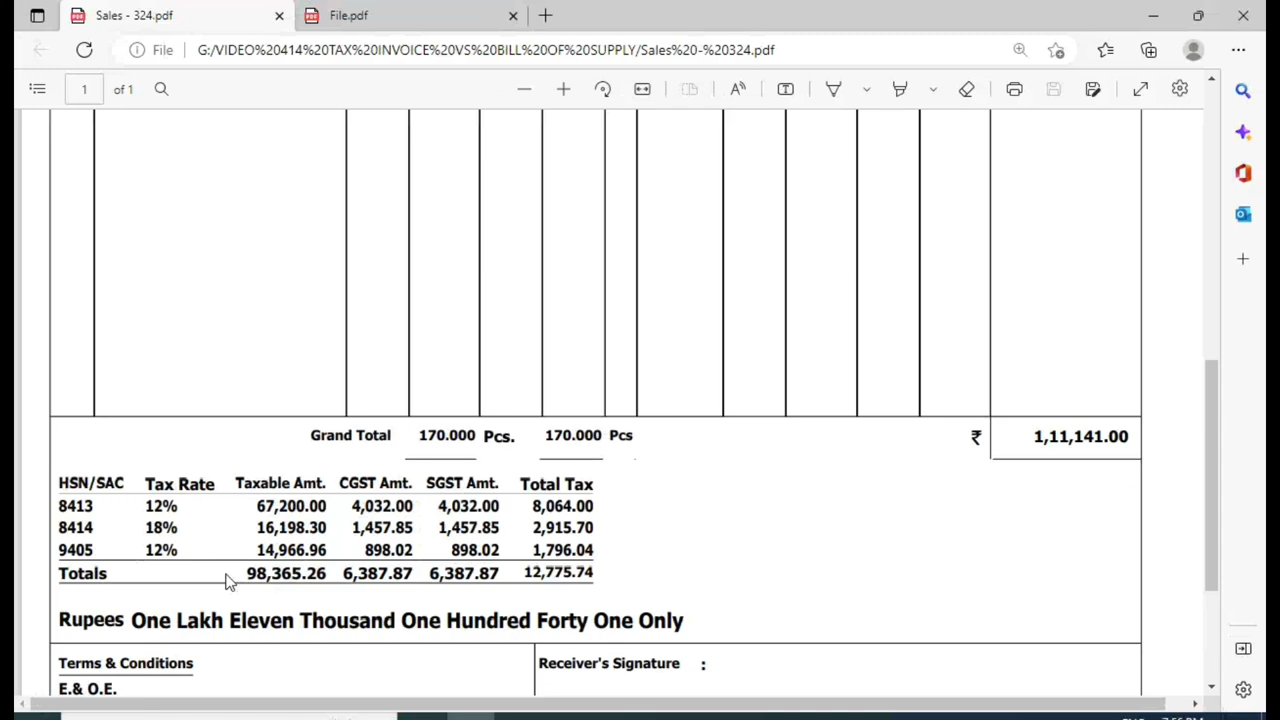 Sales - 324.pdf
File.pdf
File
G:/VIDEO%20414%20TAX%20INVOICE%20VS%20BILL%20OF%20SUPPLY/Sales%20-%20324.pdf
1 of 1
Grand Total 170.000 Pcs. 170.000 Pcs ₹ 1,11,141.00
HSN/SAC Tax Rate Taxable Amt. CGST Amt. SGST Amt. Total Tax
8413 12% 67,200.00 4,032.00 4,032.00 8,064.00
8414 18% 16,198.30 1,457.85 1,457.85 2,915.70
9405 12% 14,966.96 898.02 898.02 1,796.04
Totals 98,365.26 6,387.87 6,387.87 12,775.74
Rupees One Lakh Eleven Thousand One Hundred Forty One Only
Terms & Conditions
Receiver's Signature :
E.& O.E.